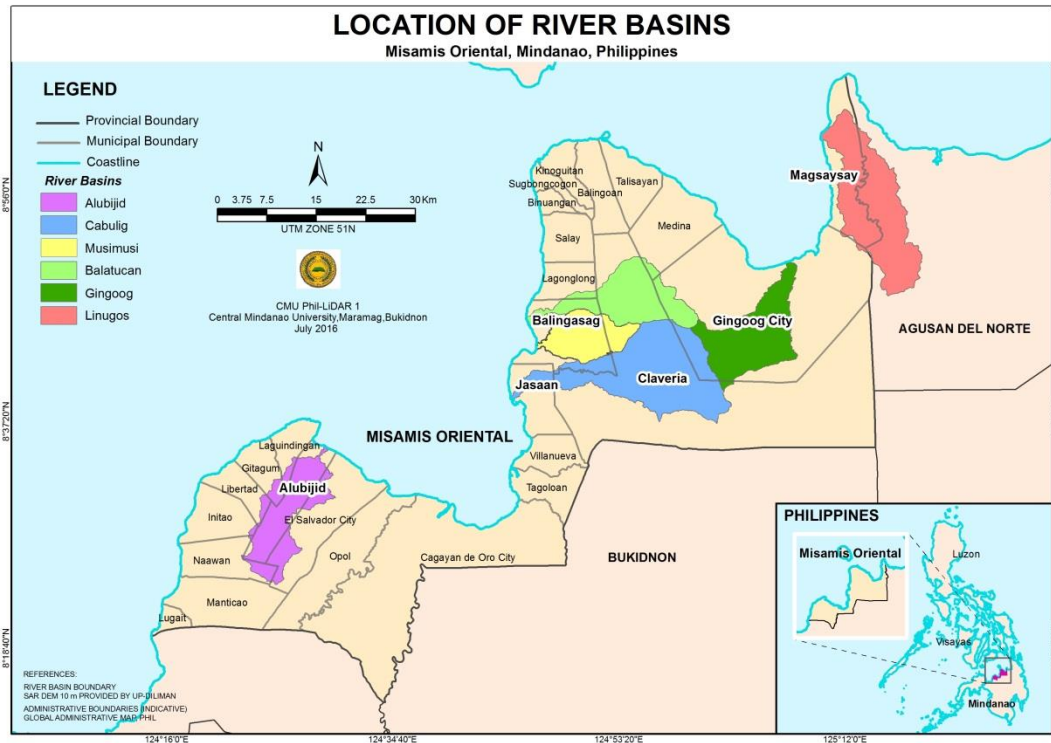 LOCATION OF RIVER BASINS
Misamis Oriental, Mindanao, Philippines
LEGEND
Provincial Boundary
Municipal Boundary
Coastline
River Basins
Alubijid
Cabulig
Musimusi
Balatucan
Gingoog
Linugos
N
0 3.75 7.5 15 22.5 30 Km
UTM ZONE 51N
CMU Phil-LiDAR 1
Central Mindanao University,Maramag,Bukidnon
July 2016
Kinoguitan
Sugbongcogon
Binuangan
Balingoan
Talisayan
Medina
Salay
Lagonglong
Magsaysay
Balingasag
Gingoog City
AGUSAN DEL NORTE
Jasaan
Claveria
MISAMIS ORIENTAL
Villanueva
Tagoloan
Laguindingan
Gitagum
Libertad
Alubijid
Initao
El Salvador City
Naawan
Opol
Cagayan de Oro City
BUKIDNON
Manticao
Lugait
PHILIPPINES
Misamis Oriental
Luzon
Visayas
Mindanao
REFERENCES:
RIVER BASIN BOUNDARY
SAR DEM 10 m PROVIDED BY UP-DILIMAN
ADMINISTRATIVE BOUNDARIES (INDICATIVE)
GLOBAL ADMINISTRATIVE MAP, PHIL
8°56'0"N
8°37'20"N
8°18'40"N
124°16'0"E
124°34'40"E
124°53'20"E
125°12'0"E